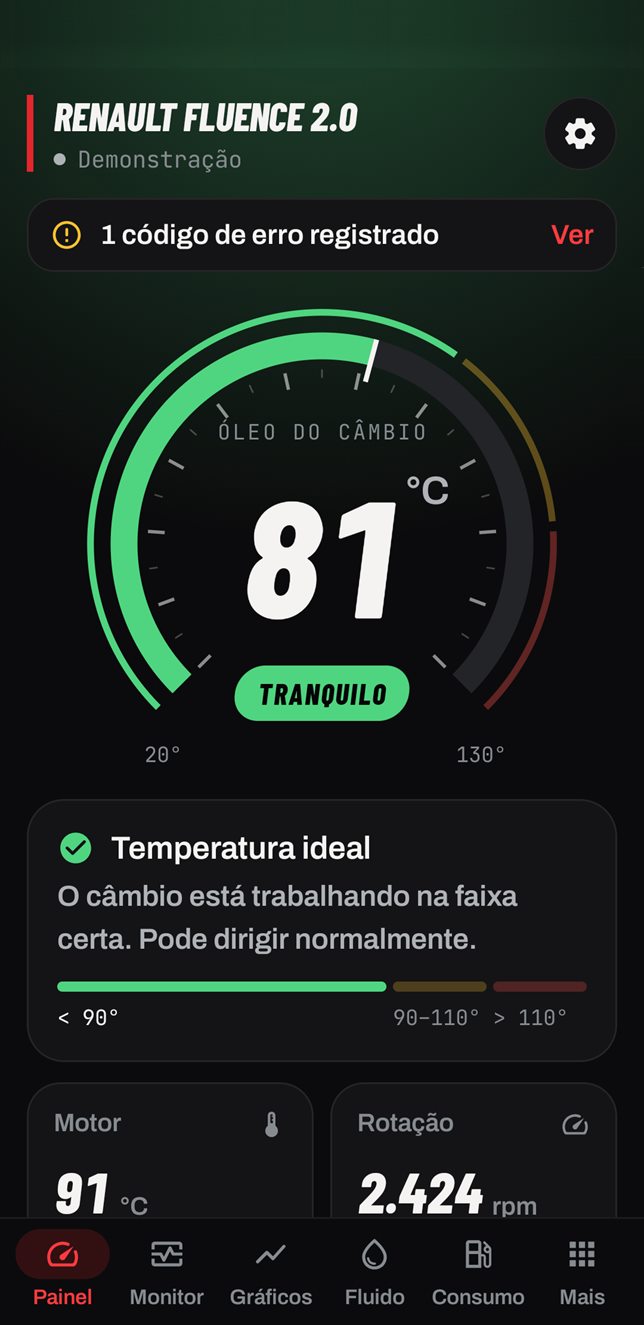 RENAULT FLUENCE 2.0
Demonstração
1 código de erro registrado
Ver
ÓLEO DO CÂMBIO
81 °C
TRANQUILO
20°
130°
Temperatura ideal
O câmbio está trabalhando na faixa
certa. Pode dirigir normalmente.
< 90°
90–110°
> 110°
Motor
91 °C
Rotação
2.424 rpm
Painel
Monitor
Gráficos
Fluido
Consumo
Mais